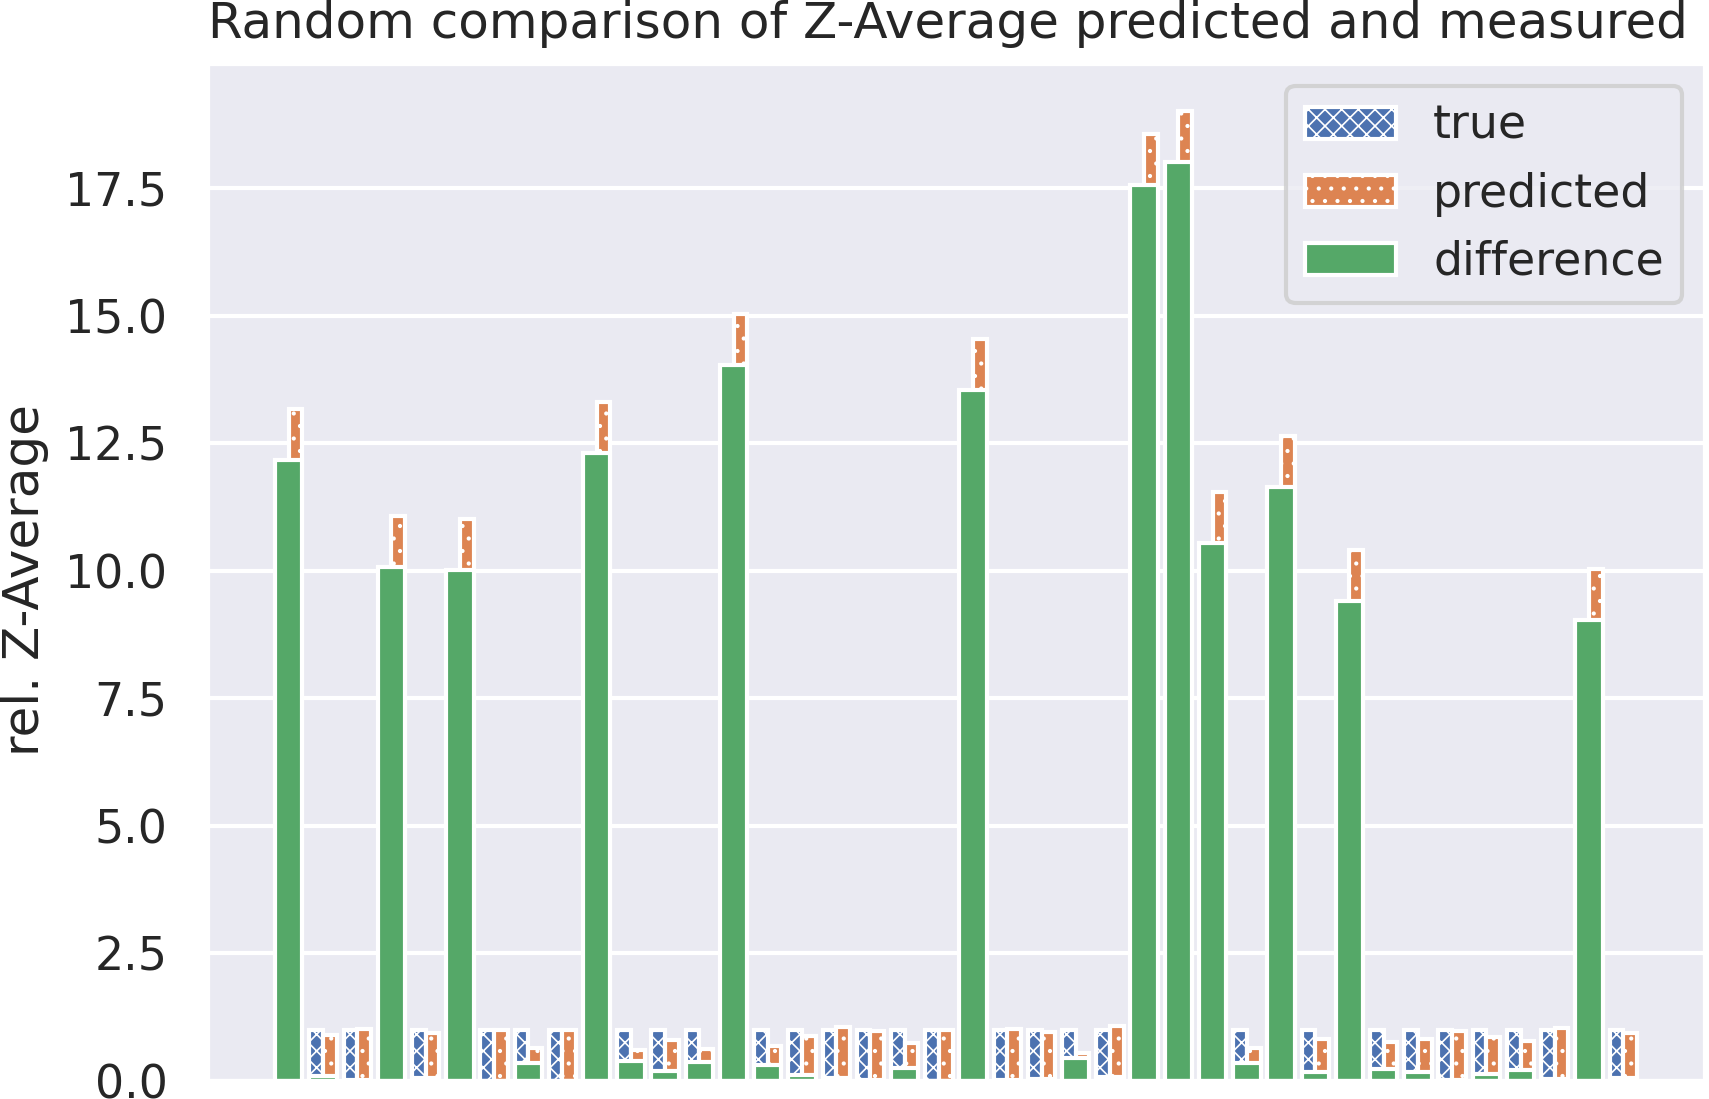 Random comparison of Z-Average predicted and measured
true
predicted
difference
rel. Z-Average
17.5
15.0
12.5
10.0
7.5
5.0
2.5
0.0